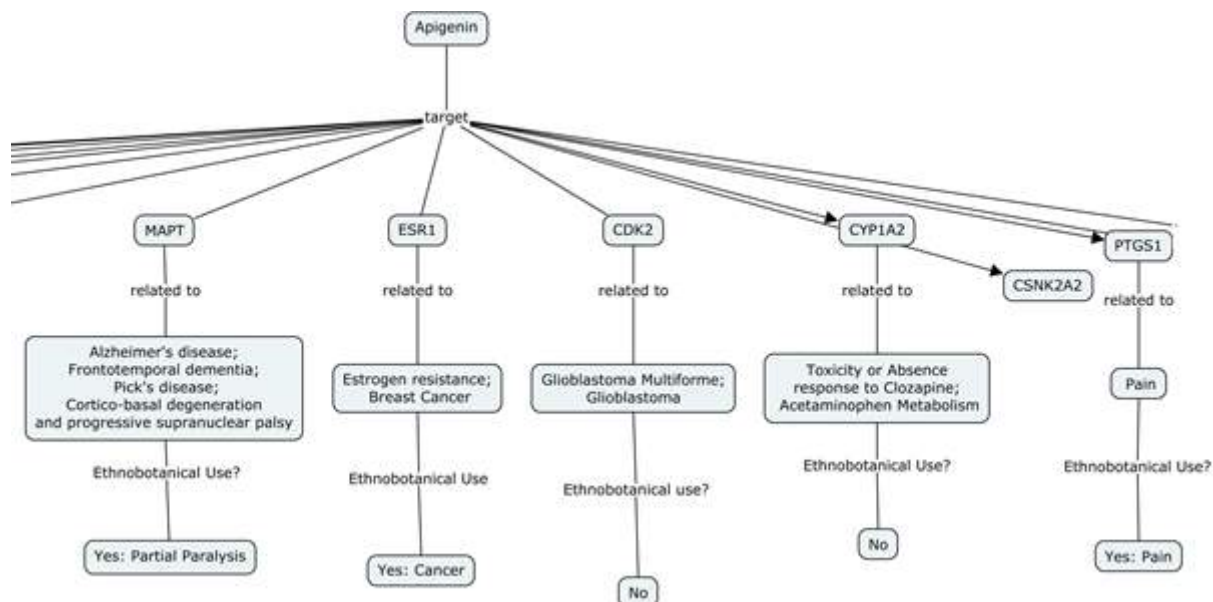 Apigenin
target
MAPT
ESR1
CDK2
CYP1A2
PTGS1
CSNK2A2
related to
related to
related to
related to
related to
Alzheimer's disease;
Frontotemporal dementia;
Pick's disease;
Cortico-basal degeneration
and progressive supranuclear palsy
Estrogen resistance;
Breast Cancer
Glioblastoma Multiforme;
Glioblastoma
Toxicity or Absence
response to Clozapine;
Acetaminophen Metabolism
Pain
Ethnobotanical Use?
Ethnobotanical Use
Ethnobotanical use?
Ethnobotanical Use?
Ethnobotanical Use?
Yes: Partial Paralysis
Yes: Cancer
No
No
Yes: Pain